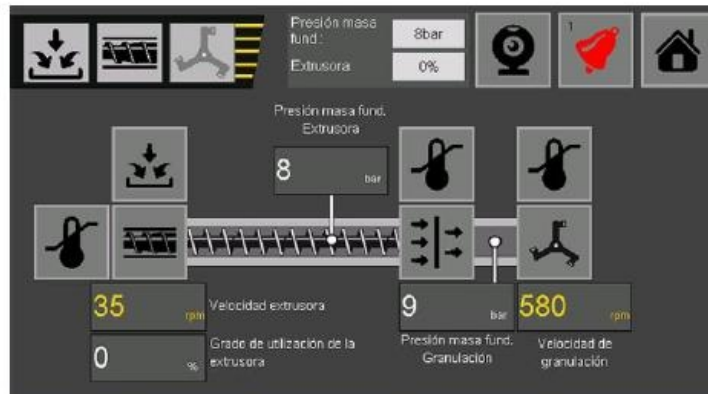 Presión masa
fund.:
8bar
Extrusora
0%
1
Presión masa fund.
Extrusora
8 bar
35 rpm
Velocidad extrusora
0 %
Grado de utilización de la
extrusora
9 bar
Presión masa fund.
Granulación
580 rpm
Velocidad de
granulación